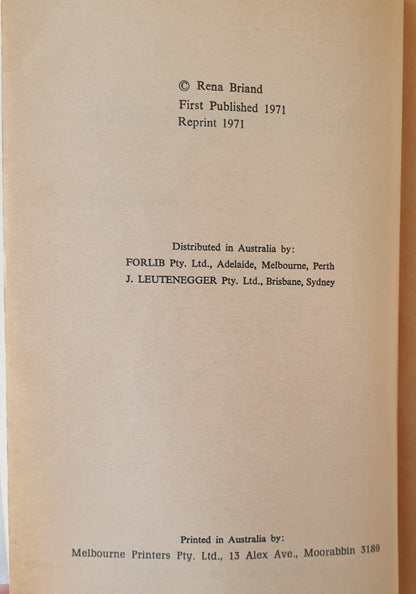 © Rena Briand
First Published 1971
Reprint 1971
Distributed in Australia by:
FORLIB Pty. Ltd., Adelaide, Melbourne, Perth
J. LEUTENEGGER Pty. Ltd., Brisbane, Sydney
Printed in Australia by:
Melbourne Printers Pty. Ltd., 13 Alex Ave., Moorabbin 3189